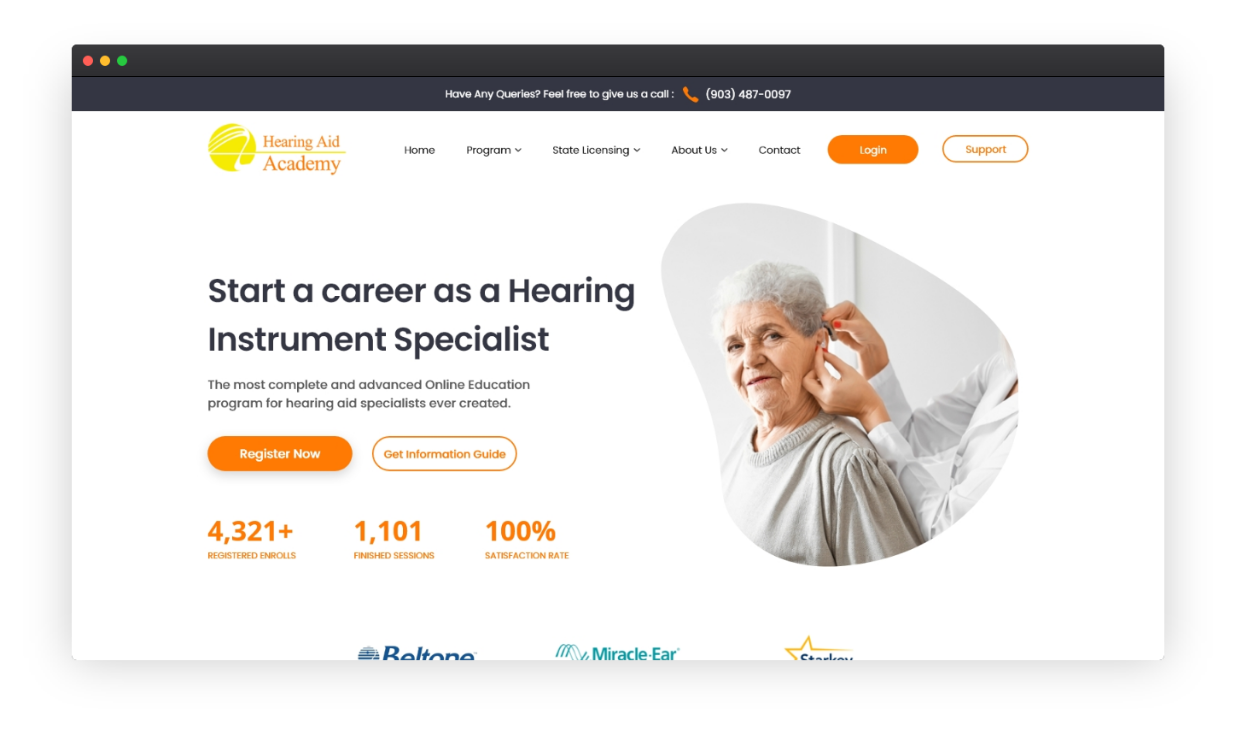 Have Any Queries? Feel free to give us a call : (903) 487-0097
Hearing Aid
Academy
Home Program State Licensing About Us Contact Login Support
Start a career as a Hearing
Instrument Specialist
The most complete and advanced Online Education
program for hearing aid specialists ever created.
Register Now Get Information Guide
4,321+ 1,101 100%
REGISTERED ENROLLS FINISHED SESSIONS SATISFACTION RATE
Beltone Miracle-Ear® Starkey